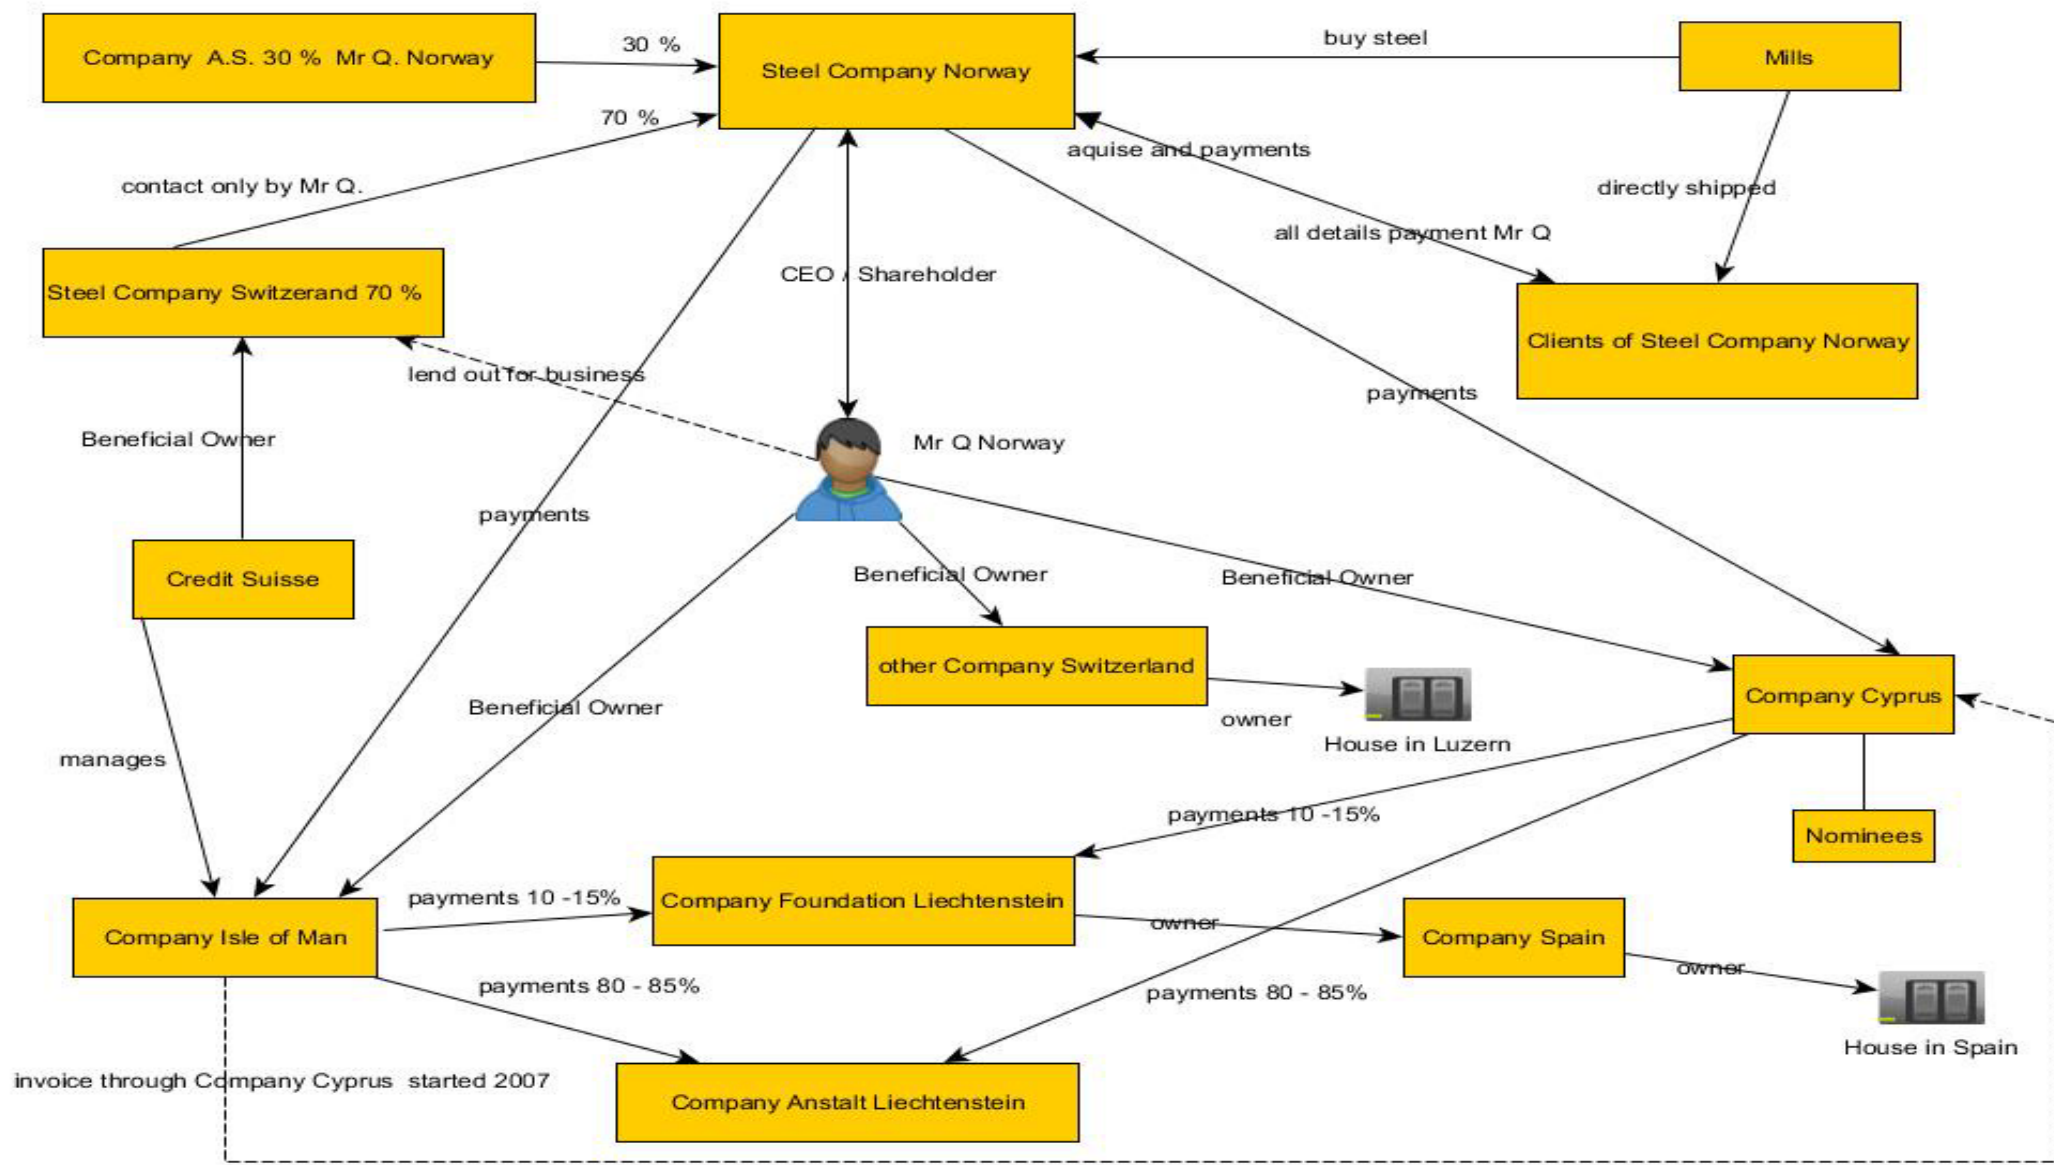 Company A.S. 30 % Mr Q. Norway
30 %
Steel Company Norway
buy steel
Mills
70 %
aquise and payments
contact only by Mr Q.
directly shipped
all details payment Mr Q
CEO / Shareholder
Steel Company Switzerand 70 %
Clients of Steel Company Norway
lend out for business
payments
Beneficial Owner
Mr Q Norway
payments
Credit Suisse
Beneficial Owner
Beneficial Owner
other Company Switzerland
Company Cyprus
Beneficial Owner
owner
House in Luzern
manages
payments 10 -15%
Nominees
payments 10 -15%
Company Foundation Liechtenstein
owner
Company Isle of Man
Company Spain
owner
payments 80 - 85%
payments 80 - 85%
House in Spain
invoice through Company Cyprus started 2007
Company Anstalt Liechtenstein